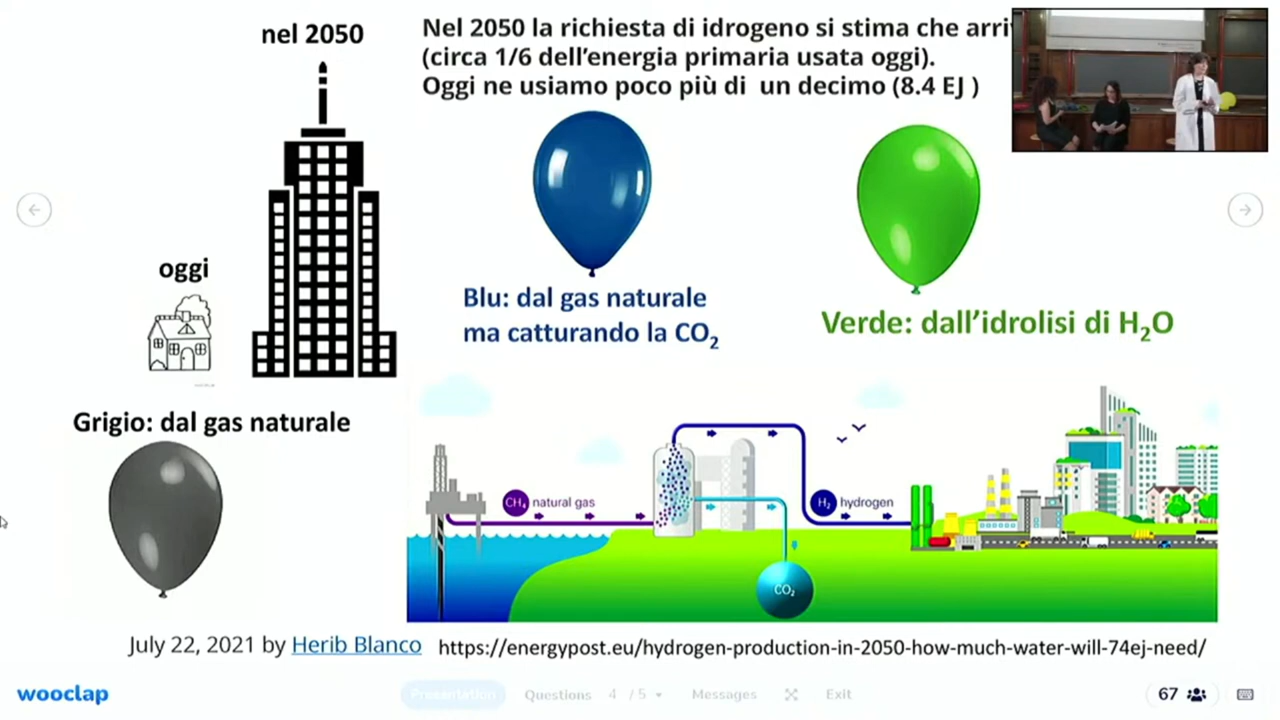 nel 2050
Nel 2050 la richiesta di idrogeno si stima che
(circa 1/6 dell’energia primaria usata oggi).
Oggi ne usiamo poco più di un decimo (8.4 EJ )
oggi
Blu: dal gas naturale
ma catturando la CO₂
Verde: dall’idrolisi di H₂O
Grigio: dal gas naturale
CH₄ natural gas
H₂ hydrogen
CO₂
July 22, 2021 by Herib Blanco
https://energypost.eu/hydrogen-production-in-2050-how-much-water-will-74ej-need/
wooclap
Presentation
Questions 4 / 5
Messages
Exit
67